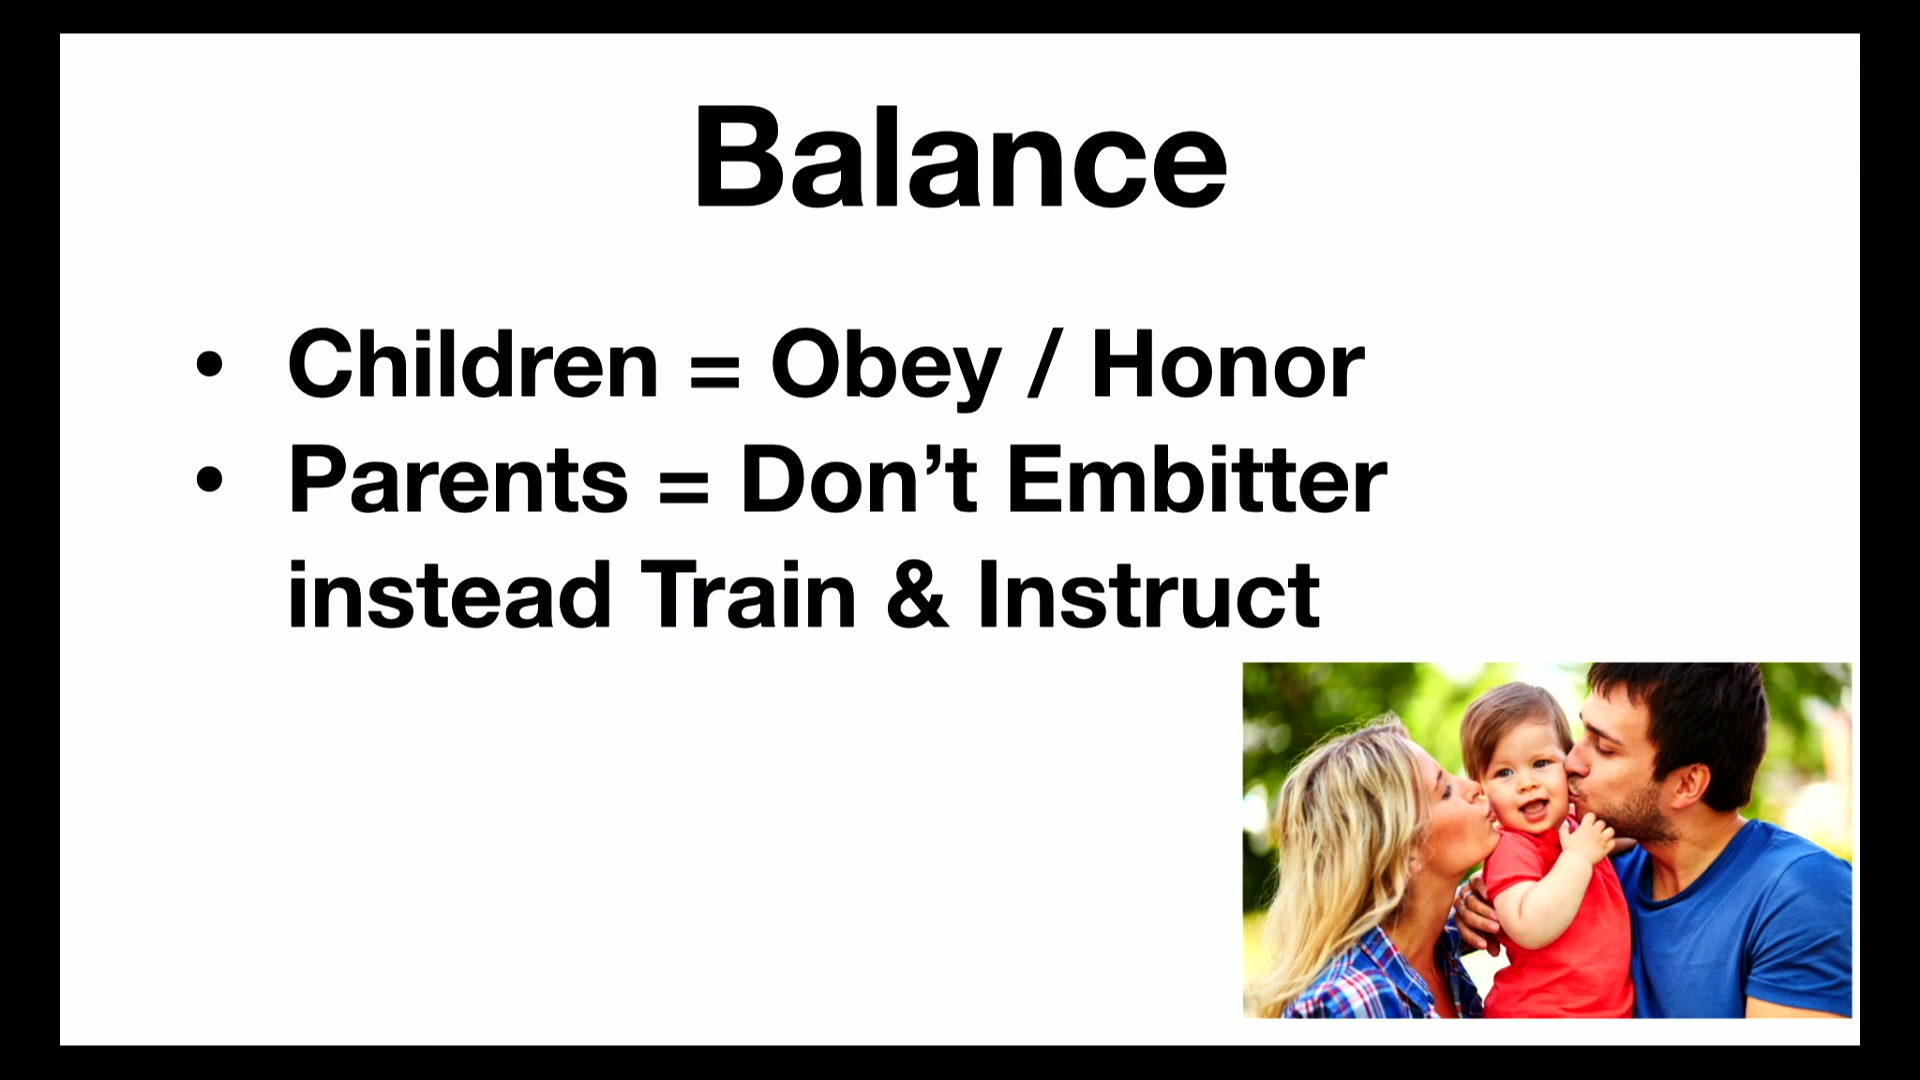 Balance
• Children = Obey / Honor
• Parents = Don’t Embitter
instead Train & Instruct